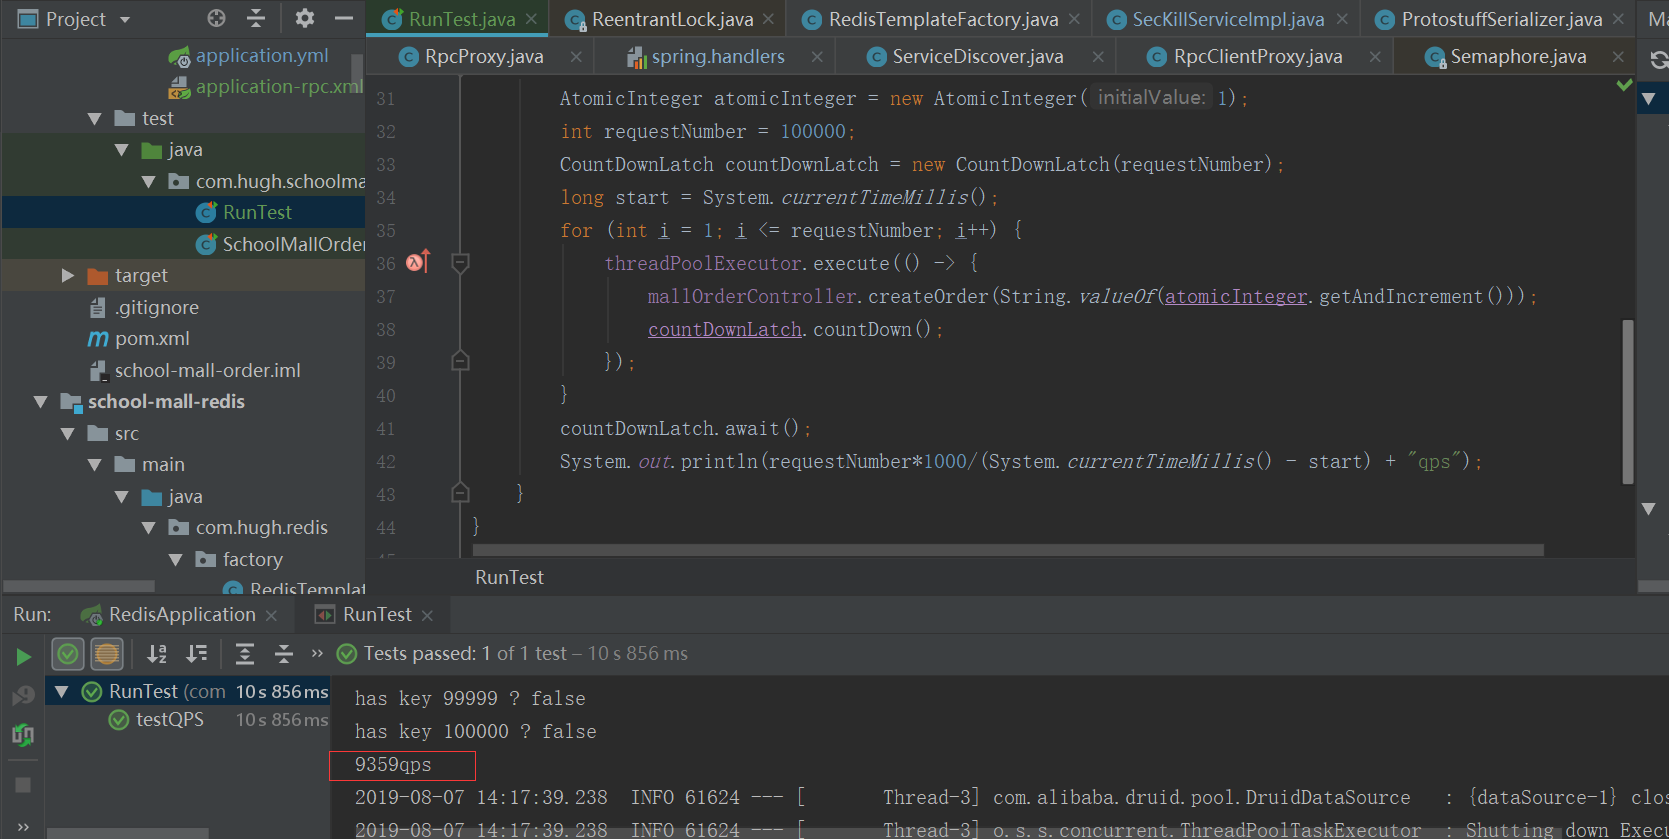 Project
RunTest.java
ReentrantLock.java
RedisTemplateFactory.java
SecKillServiceImpl.java
ProtostuffSerializer.java
RpcProxy.java
spring.handlers
ServiceDiscover.java
RpcClientProxy.java
Semaphore.java
application.yml
application-rpc.xml
test
java
com.hugh.schoolma
RunTest
SchoolMallOrder
target
.gitignore
pom.xml
school-mall-order.iml
school-mall-redis
src
main
java
com.hugh.redis
factory
RedisTemplat
31 AtomicInteger atomicInteger = new AtomicInteger( initialValue: 1);
32 int requestNumber = 100000;
33 CountDownLatch countDownLatch = new CountDownLatch(requestNumber);
34 long start = System.currentTimeMillis();
35 for (int i = 1; i <= requestNumber; i++) {
36 threadPoolExecutor.execute(() -> {
37 mallOrderController.createOrder(String.valueOf(atomicInteger.getAndIncrement()));
38 countDownLatch.countDown();
39 });
40 }
41 countDownLatch.await();
42 System.out.println(requestNumber*1000/(System.currentTimeMillis() - start) + "qps");
43 }
44 }
RunTest
Run: RedisApplication RunTest
Tests passed: 1 of 1 test – 10 s 856 ms
RunTest (com 10 s 856 ms
testQPS 10 s 856 ms
has key 99999 ? false
has key 100000 ? false
9359qps
2019-08-07 14:17:39.238 INFO 61624 --- [ Thread-3] com.alibaba.druid.pool.DruidDataSource : {dataSource-1} clos
2019-08-07 14:17:39.238 INFO 61624 --- [ Thread-3] o.s.s.concurrent.ThreadPoolTaskExecutor : Shutting down Execu